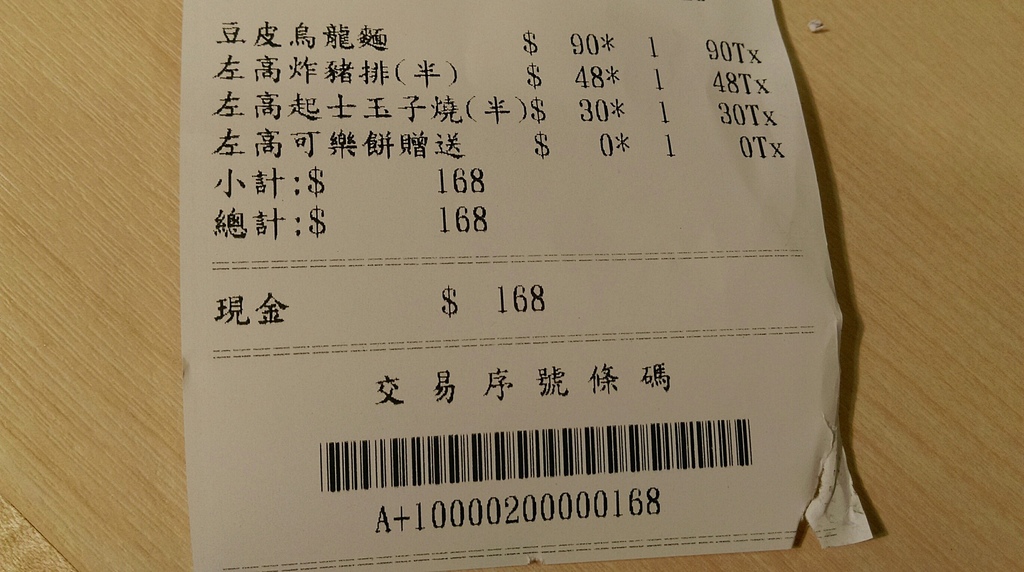 豆皮烏龍麵 $ 90* 1 90Tx
左高炸豬排(半) $ 48* 1 48Tx
左高起士玉子燒(半)$ 30* 1 30Tx
左高可樂餅贈送 $ 0* 1 0Tx
小計:$ 168
總計:$ 168
現金 $ 168
交易序號條碼
A+10000200000168